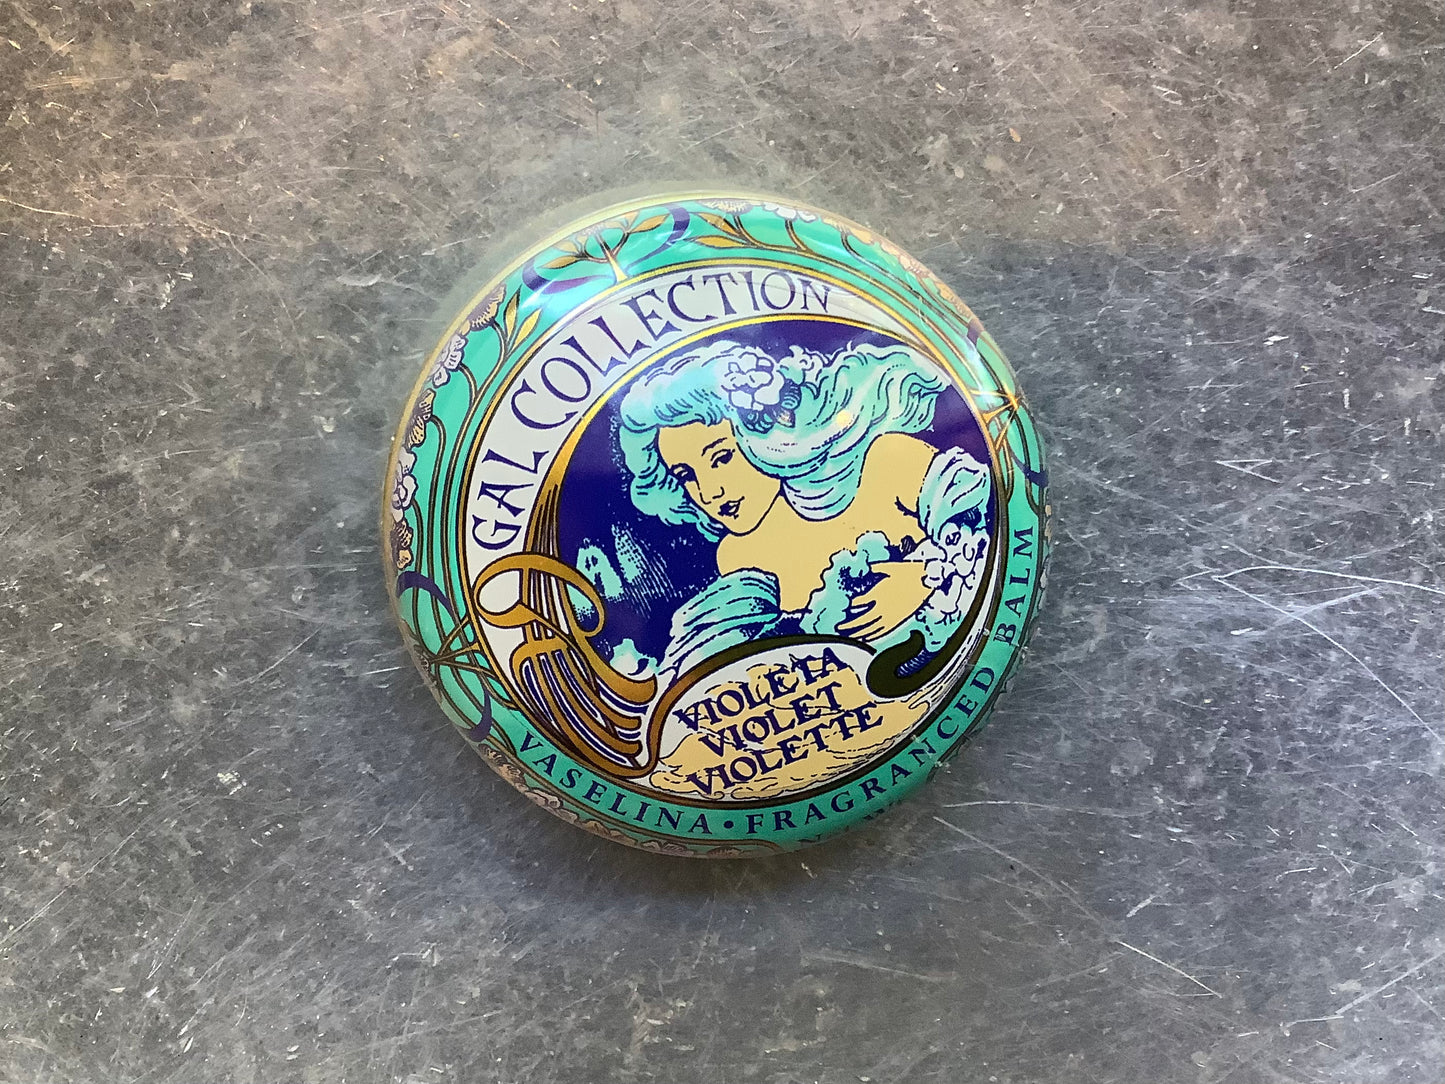 GAL COLLECTION
VIOLETA
VIOLET
VIOLETTE
VASELINA • FRAGRANCED BALM